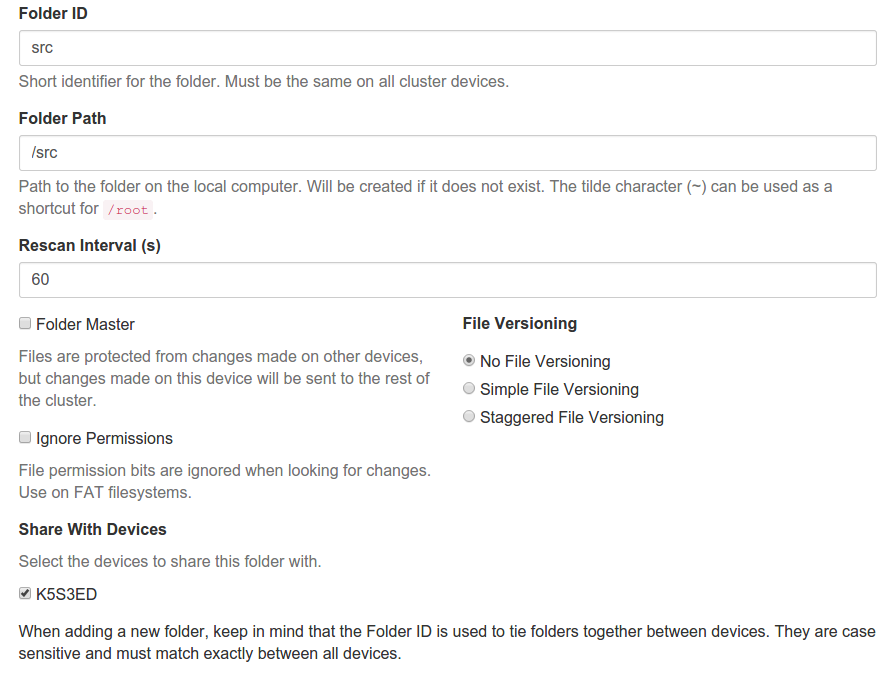 Folder ID
src
Short identifier for the folder. Must be the same on all cluster devices.
Folder Path
/src
Path to the folder on the local computer. Will be created if it does not exist. The tilde character (~) can be used as a
shortcut for /root.
Rescan Interval (s)
60
Folder Master
Files are protected from changes made on other devices,
but changes made on this device will be sent to the rest of
the cluster.
Ignore Permissions
File permission bits are ignored when looking for changes.
Use on FAT filesystems.
File Versioning
No File Versioning
Simple File Versioning
Staggered File Versioning
Share With Devices
Select the devices to share this folder with.
K5S3ED
When adding a new folder, keep in mind that the Folder ID is used to tie folders together between devices. They are case
sensitive and must match exactly between all devices.